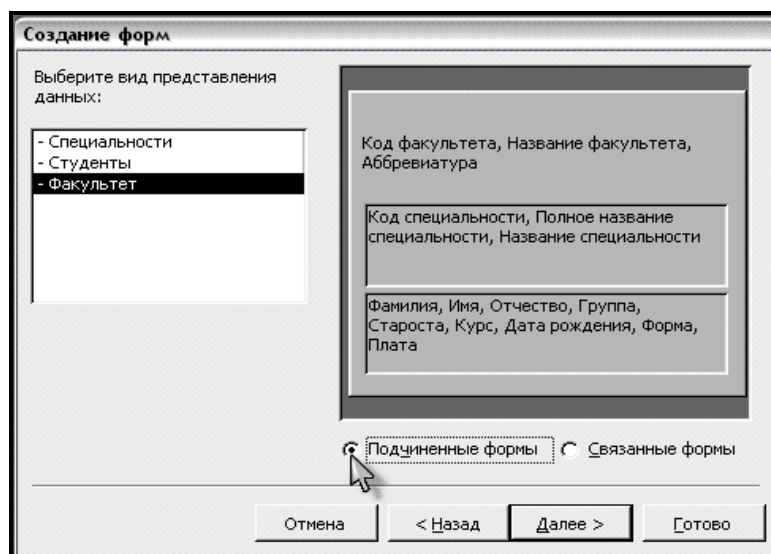 Создание форм
Выберите вид представления
данных:
- Специальности
- Студенты
- Факультет
Код факультета, Название факультета,
Аббревиатура
Код специальности, Полное название
специальности, Название специальности
Фамилия, Имя, Отчество, Группа,
Староста, Курс, Дата рождения, Форма,
Плата
Подчиненные формы
Связанные формы
Отмена
< Назад
Далее >
Готово